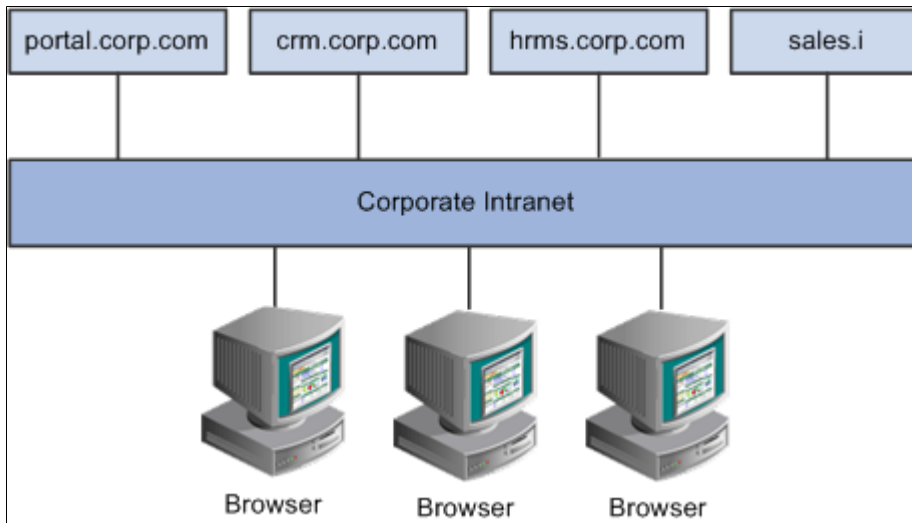 portal.corp.com
crm.corp.com
hrms.corp.com
sales.i
Corporate Intranet
Browser
Browser
Browser